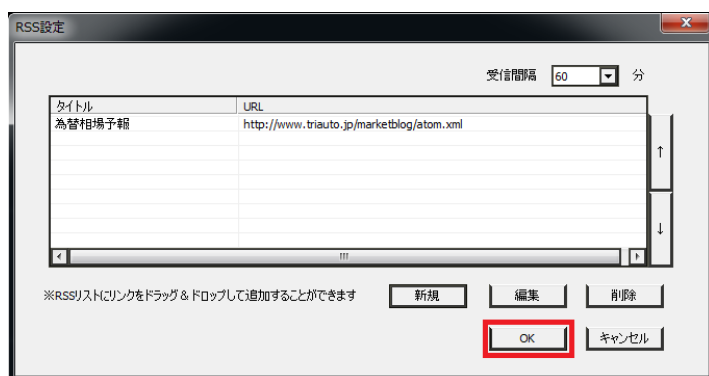 RSS設定
受信間隔 60 分
タイトル URL
為替相場予報 http://www.triauto.jp/marketblog/atom.xml
↑
↓
※RSSリストにリンクをドラッグ&ドロップして追加することができます 新規 編集 削除
OK キャンセル